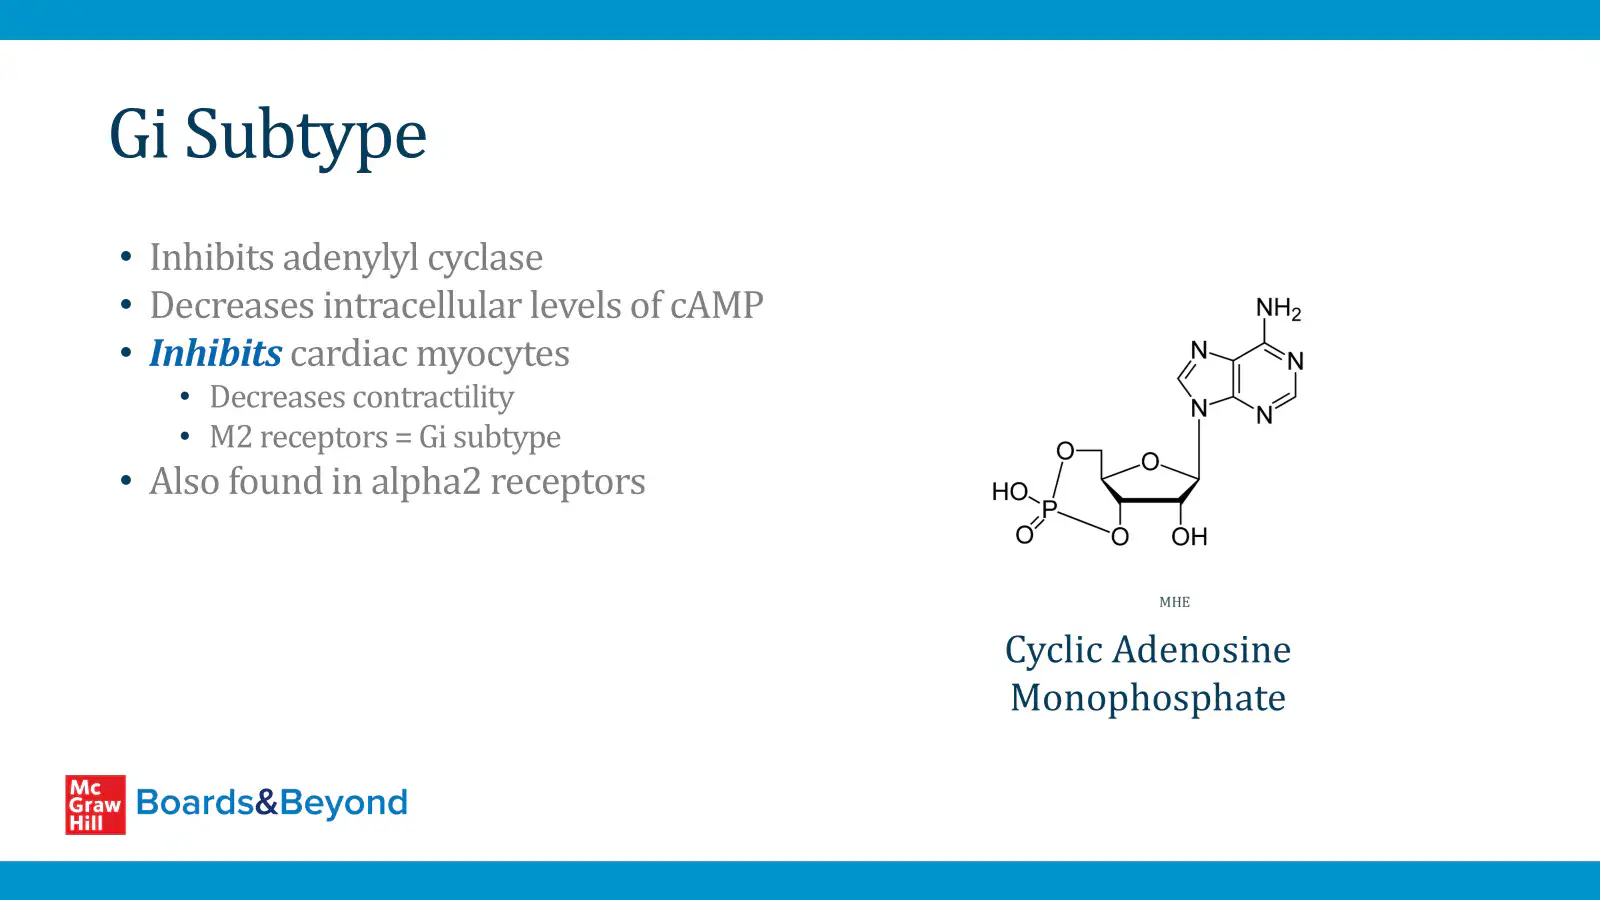 Gi Subtype
• Inhibits adenylyl cyclase
• Decreases intracellular levels of cAMP
• Inhibits cardiac myocytes
• Decreases contractility
• M2 receptors = Gi subtype
• Also found in alpha2 receptors
NH2
N
N
N
N
O
O
HO
P
O
O
OH
MHE
Cyclic Adenosine
Monophosphate
Mc
Graw
Hill
Boards&Beyond